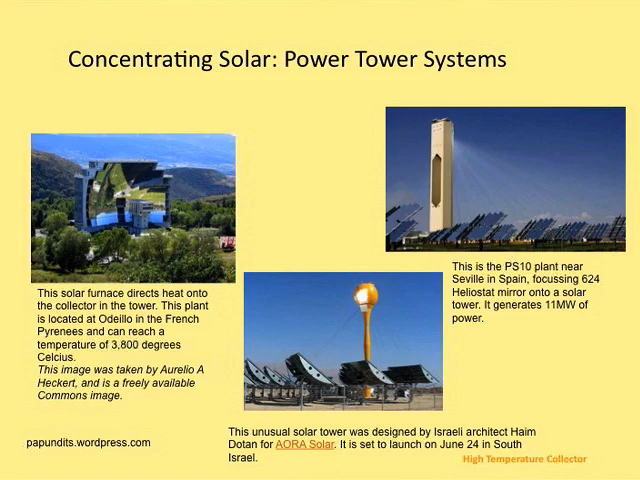 Concentrating Solar: Power Tower Systems
This solar furnace directs heat onto
the collector in the tower. This plant
is located at Odeillo in the French
Pyrenees and can reach a
temperature of 3,800 degrees
Celcius.
This image was taken by Aurelio A
Heckert, and is a freely available
Commons image.
This is the PS10 plant near
Seville in Spain, focussing 624
Heliostat mirror onto a solar
tower. It generates 11MW of
power.
This unusual solar tower was designed by Israeli architect Haim
Dotan for AORA Solar. It is set to launch on June 24 in South
Israel.
papundits.wordpress.com
High Temperature Collector